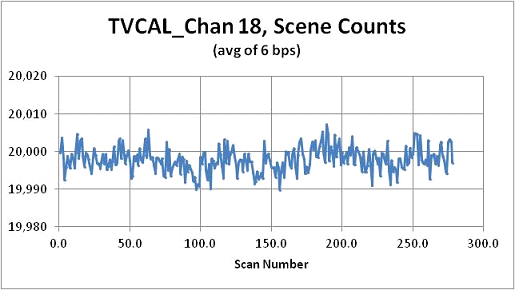 TVCAL_Chan 18, Scene Counts
(avg of 6 bps)
20,020
20,010
20,000
19,990
19,980
0.0 50.0 100.0 150.0 200.0 250.0 300.0
Scan Number